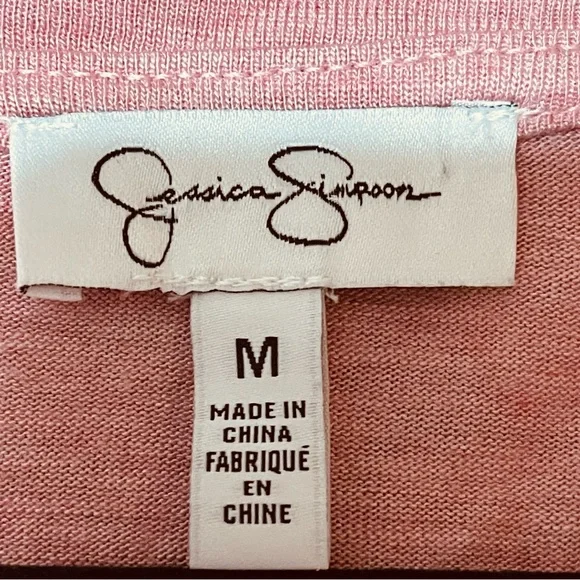 Jessica Simpson
M
MADE IN
CHINA
FABRIQUÉ
EN
CHINE